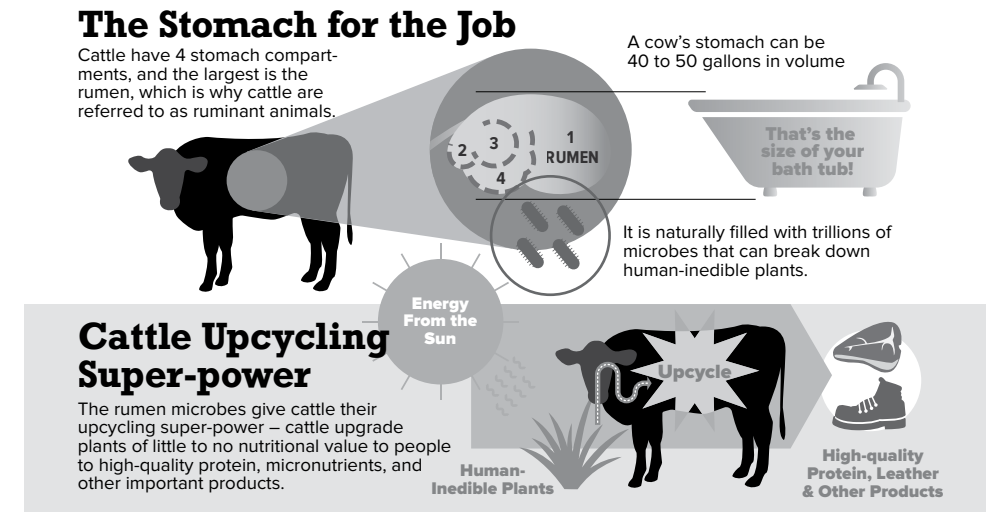 The Stomach for the Job
Cattle have 4 stomach compart-
ments, and the largest is the
rumen, which is why cattle are
referred to as ruminant animals.
A cow's stomach can be
40 to 50 gallons in volume
1
RUMEN
2
3
4
That's the
size of your
bath tub!
It is naturally filled with trillions of
microbes that can break down
human-inedible plants.
Energy
From the
Sun
Cattle Upcycling
Super-power
The rumen microbes give cattle their
upcycling super-power – cattle upgrade
plants of little to no nutritional value to people
to high-quality protein, micronutrients, and
other important products.
Human-
Inedible Plants
Upcycle
High-quality
Protein, Leather
& Other Products